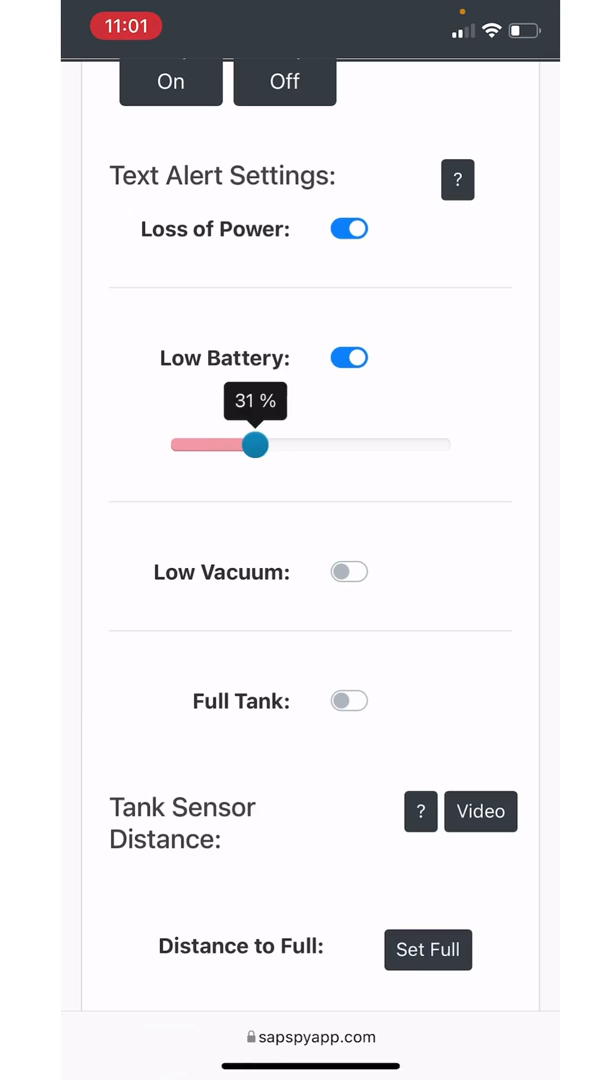 11:01
On
Off
Text Alert Settings:
?
Loss of Power:
Low Battery:
31 %
Low Vacuum:
Full Tank:
Tank Sensor
Distance:
?
Video
Distance to Full:
Set Full
sapspyapp.com